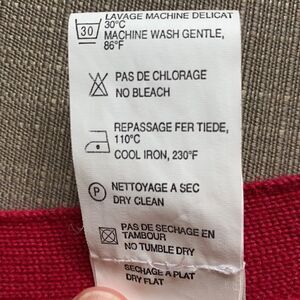 LAVAGE MACHINE DELICAT
30°C
MACHINE WASH GENTLE,
86°F
30
PAS DE CHLORAGE
NO BLEACH
REPASSAGE FER TIEDE,
110°C
COOL IRON, 230°F
P
NETTOYAGE A SEC
DRY CLEAN
PAS DE SECHAGE EN
TAMBOUR
NO TUMBLE DRY
SECHAGE A PLAT
DRY FLAT